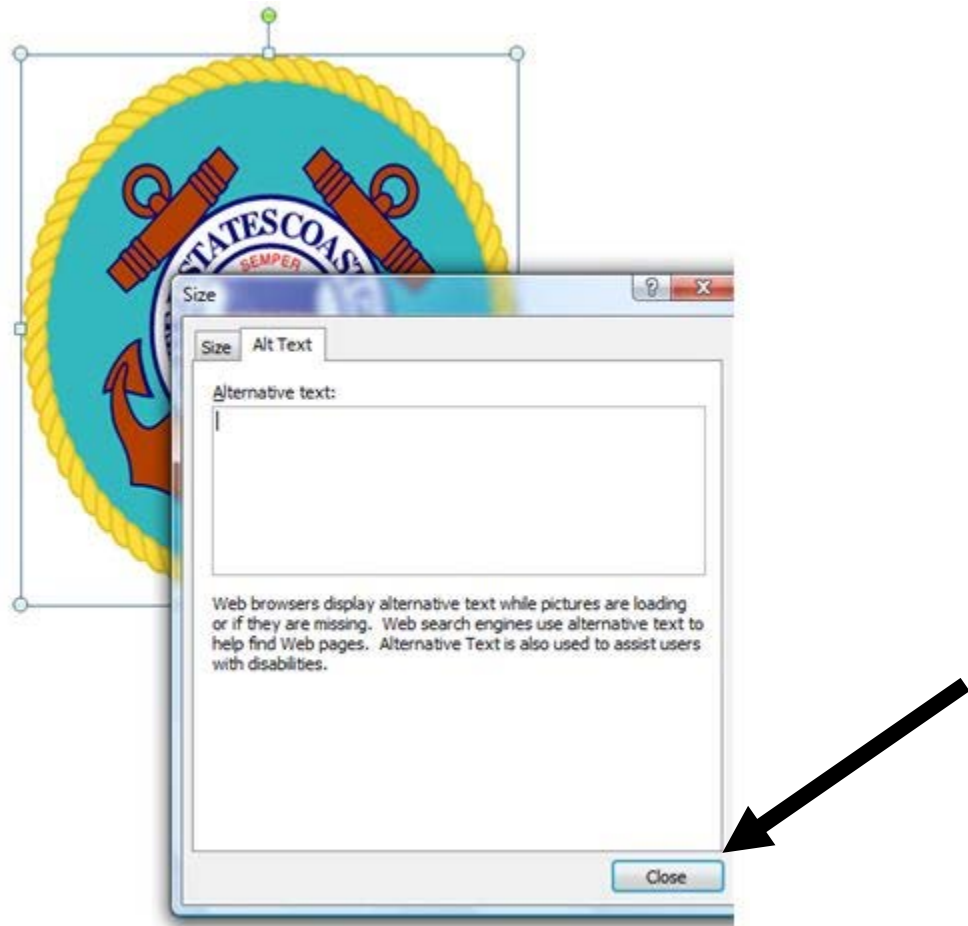 STATES COAST
SEMPER
Size
Size Alt Text
Alternative text:
Web browsers display alternative text while pictures are loading
or if they are missing. Web search engines use alternative text to
help find Web pages. Alternative Text is also used to assist users
with disabilities.
Close